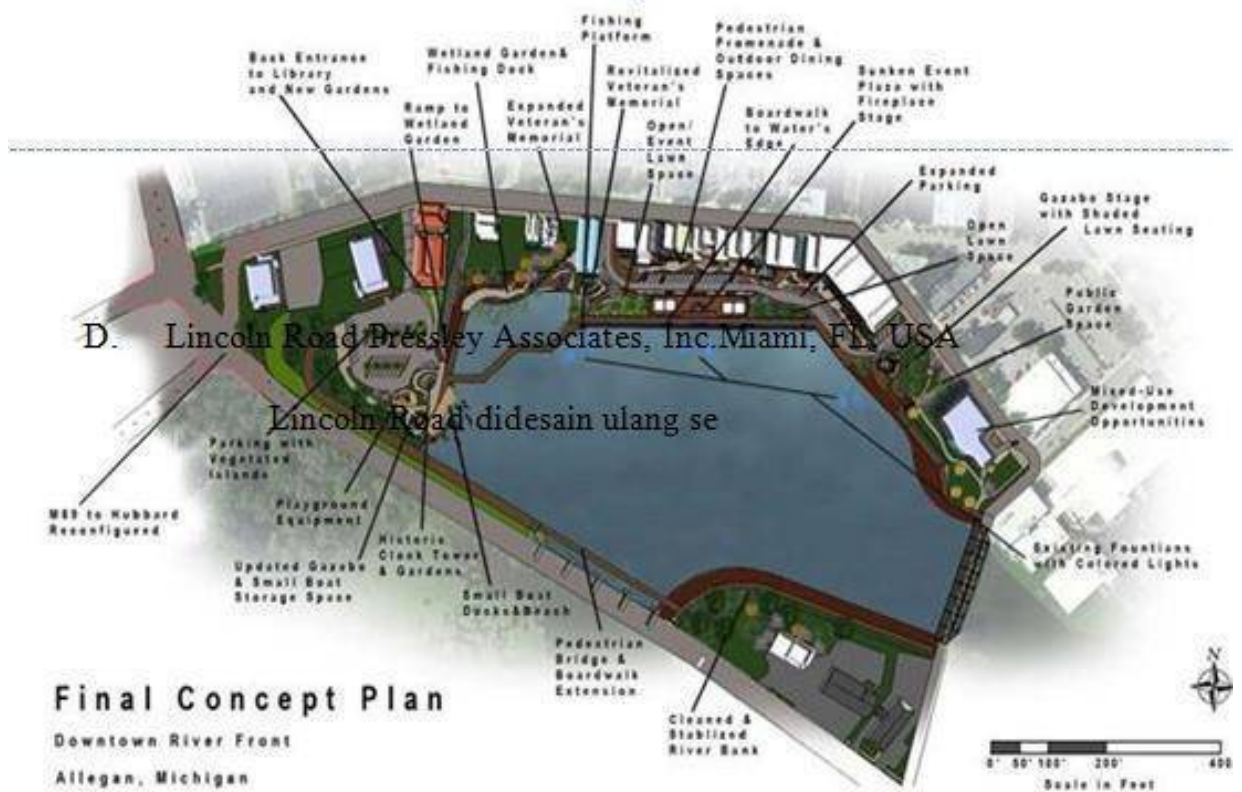 Back Entrance
to Library
and New Gardens
Wetland Garden&
Fishing Dock
Ramp to
Wetland
Garden
Expanded
Veteran's
Memorial
Fishing
Platform
Revitalized
Veteran's
Memorial
Open/
Event
Lawn
Space
Pedestrian
Promenade &
Outdoor Dining
Spaces
Boardwalk
to Water's
Edge
Sunken Event
Plaza with
Fireplace
Stage
Expanded
Parking
Gazabo Stage
with Shaded
Lawn Seating
Open
Lawn
Space
Public
Garden
Space
D. Lincoln Road Pressley Associates, Inc.Miami, FL, USA
Lincoln Road didesain ulang se
Mixed-Use
Development
Opportunities
Parking with
Vegetated
Islands
M89 to Hubbard
Reconfigured
Playground
Equipment
Updated Gazabo
& Small Boat
Storage Space
Historic
Clock Tower
& Gardens
Small Boat
Docks&Beach
Pedestrian
Bridge &
Boardwalk
Extension
Cleaned &
Stablized
River Bank
Existing Fountians
with Colored Lights
Final Concept Plan
Downtown River Front
Allegan, Michigan
N
0' 50' 100' 200' 400'
Scale in Feet